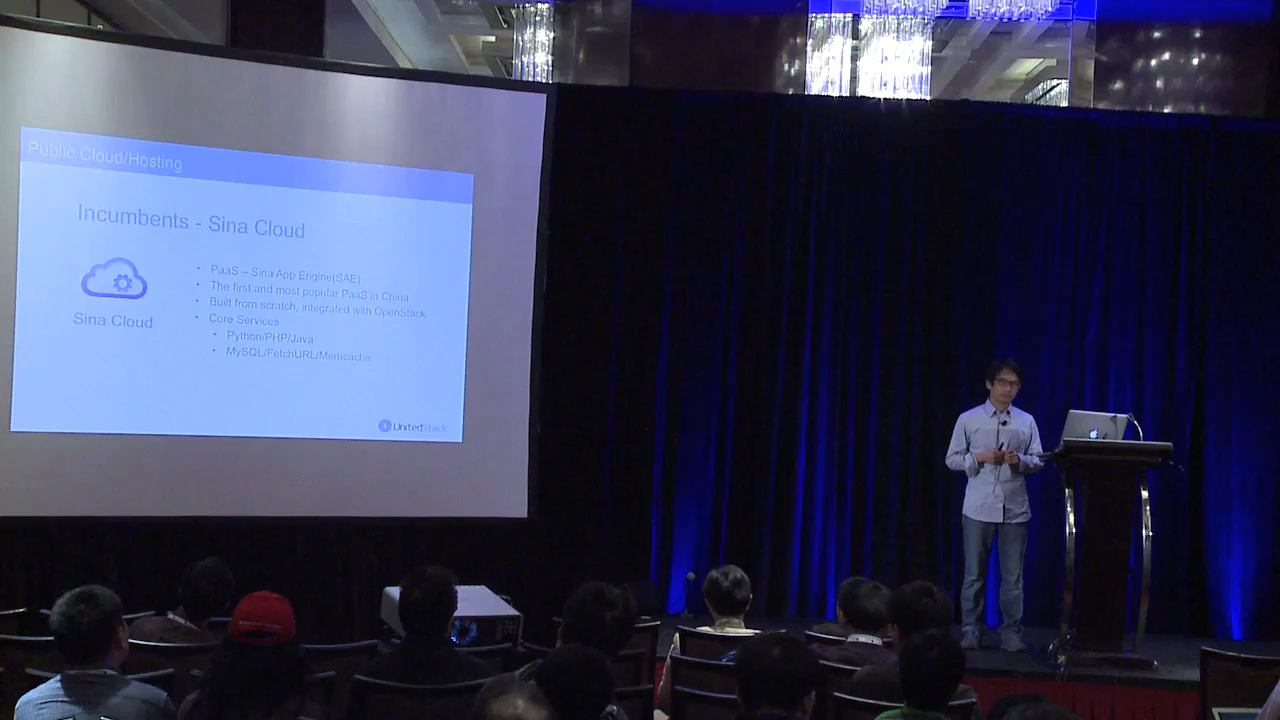 Public Cloud/Hosting
Incumbents - Sina Cloud
• PaaS – Sina App Engine(SAE)
• The first and most popular PaaS in China
• Built from scratch, integrated with OpenStack
• Core Services
• Python/PHP/Java
• MySQL/FetchURL/Memcache
Sina Cloud
UnitedStack